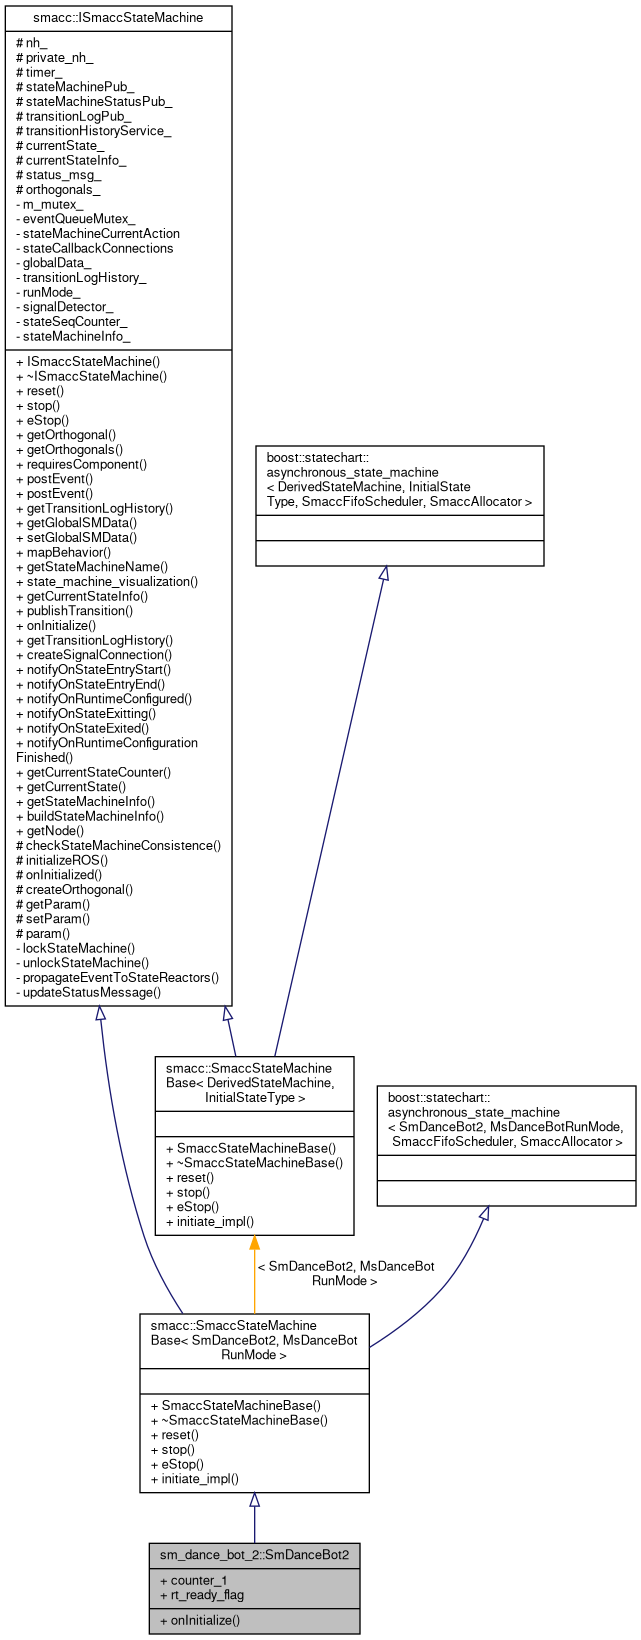 smacc::ISmaccStateMachine
# nh_
# private_nh_
# timer_
# stateMachinePub_
# stateMachineStatusPub_
# transitionLogPub_
# transitionHistoryService_
# currentState_
# currentStateInfo_
# status_msg_
# orthogonals_
- m_mutex_
- eventQueueMutex_
- stateMachineCurrentAction
- stateCallbackConnections
- globalData_
- transitionLogHistory_
- runMode_
- signalDetector_
- stateSeqCounter_
- stateMachineInfo_
+ ISmaccStateMachine()
+ ~ISmaccStateMachine()
+ reset()
+ stop()
+ eStop()
+ getOrthogonal()
+ getOrthogonals()
+ requiresComponent()
+ postEvent()
+ postEvent()
+ getTransitionLogHistory()
+ getGlobalSMData()
+ setGlobalSMData()
+ mapBehavior()
+ getStateMachineName()
+ state_machine_visualization()
+ getCurrentStateInfo()
+ publishTransition()
+ onInitialize()
+ getTransitionLogHistory()
+ createSignalConnection()
+ notifyOnStateEntryStart()
+ notifyOnStateEntryEnd()
+ notifyOnRuntimeConfigured()
+ notifyOnStateExitting()
+ notifyOnStateExited()
+ notifyOnRuntimeConfiguration
Finished()
+ getCurrentStateCounter()
+ getCurrentState()
+ getStateMachineInfo()
+ buildStateMachineInfo()
+ getNode()
# checkStateMachineConsistence()
# initializeROS()
# onInitialized()
# createOrthogonal()
# getParam()
# setParam()
# param()
- lockStateMachine()
- unlockStateMachine()
- propagateEventToStateReactors()
- updateStatusMessage()
boost::statechart::
asynchronous_state_machine
< DerivedStateMachine, InitialState
Type, SmaccFifoScheduler, SmaccAllocator >
smacc::SmaccStateMachine
Base< DerivedStateMachine,
InitialStateType >
+ SmaccStateMachineBase()
+ ~SmaccStateMachineBase()
+ reset()
+ stop()
+ eStop()
+ initiate_impl()
boost::statechart::
asynchronous_state_machine
< SmDanceBot2, MsDanceBotRunMode,
SmaccFifoScheduler, SmaccAllocator >
< SmDanceBot2, MsDanceBot
RunMode >
smacc::SmaccStateMachine
Base< SmDanceBot2, MsDanceBot
RunMode >
+ SmaccStateMachineBase()
+ ~SmaccStateMachineBase()
+ reset()
+ stop()
+ eStop()
+ initiate_impl()
sm_dance_bot_2::SmDanceBot2
+ counter_1
+ rt_ready_flag
+ onInitialize()